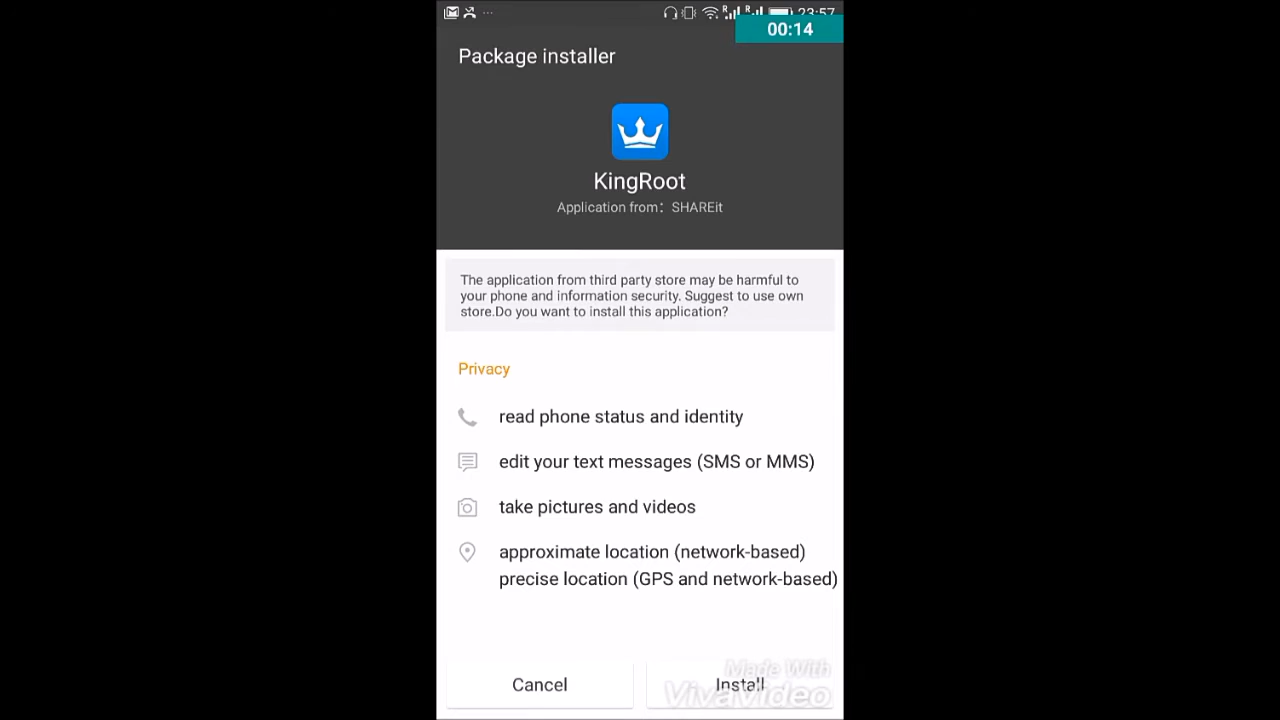 23:57
00:14
Package installer
KingRoot
Application from: SHAREit
The application from third party store may be harmful to
your phone and information security. Suggest to use own
store.Do you want to install this application?
Privacy
read phone status and identity
edit your text messages (SMS or MMS)
take pictures and videos
approximate location (network-based)
precise location (GPS and network-based)
Cancel
Install
Made With
VivaVideo